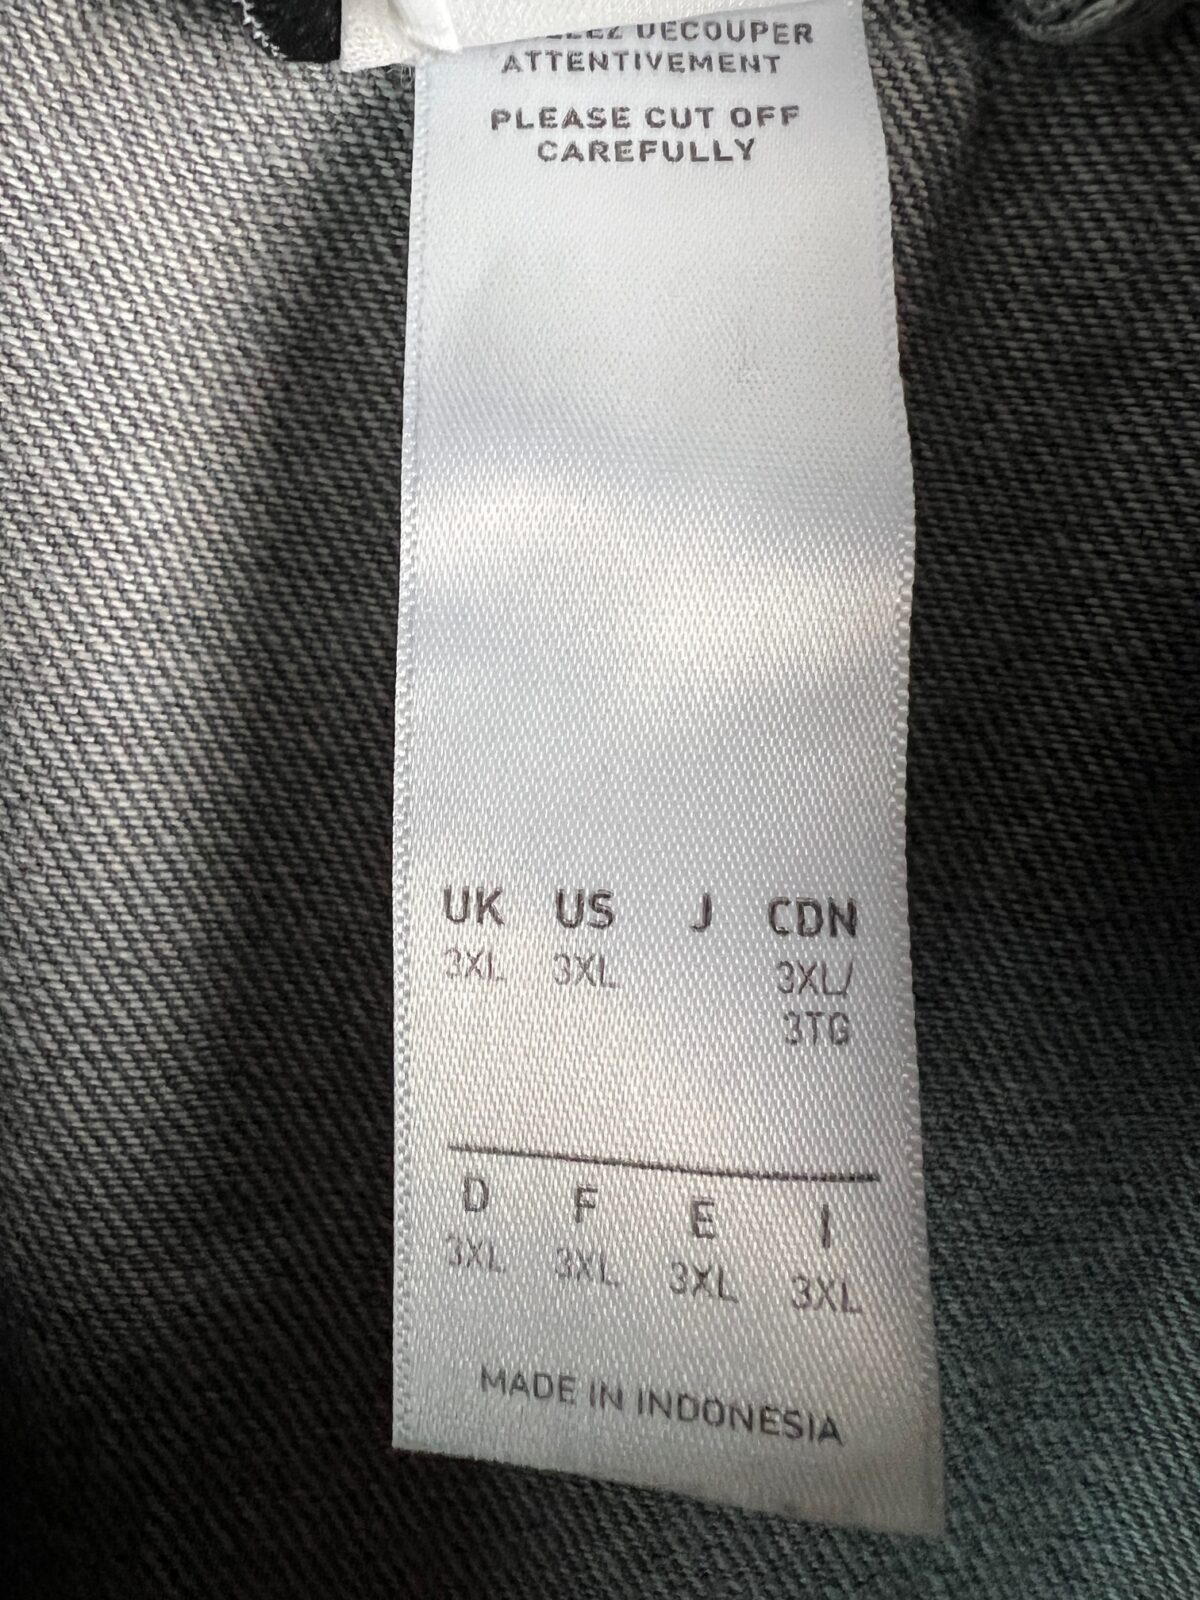 DECOUPER
ATTENTIVEMENT
PLEASE CUT OFF
CAREFULLY
UK US J CDN
3XL 3XL 3XL/
3TG
D F E I
3XL 3XL 3XL 3XL
MADE IN INDONESIA